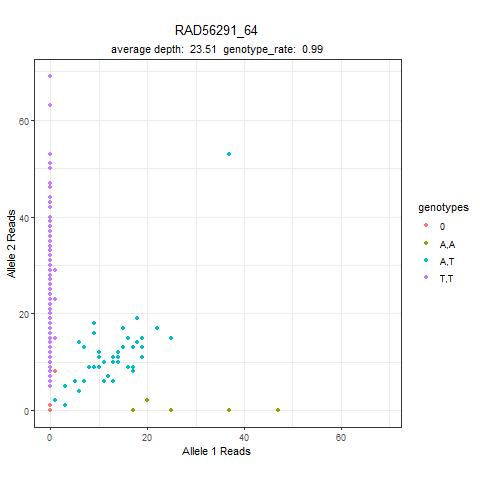 RAD56291_64
average depth: 23.51 genotype_rate: 0.99
Allele 2 Reads
60
40
20
0
0
20
40
60
Allele 1 Reads
genotypes
0
A,A
A,T
T,T